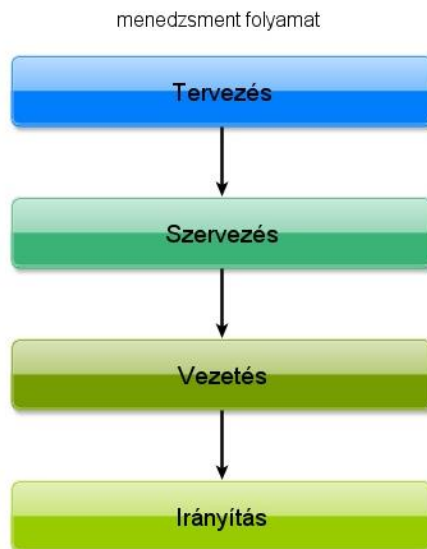 menedzsment folyamat
Tervezés
Szervezés
Vezetés
Irányítás